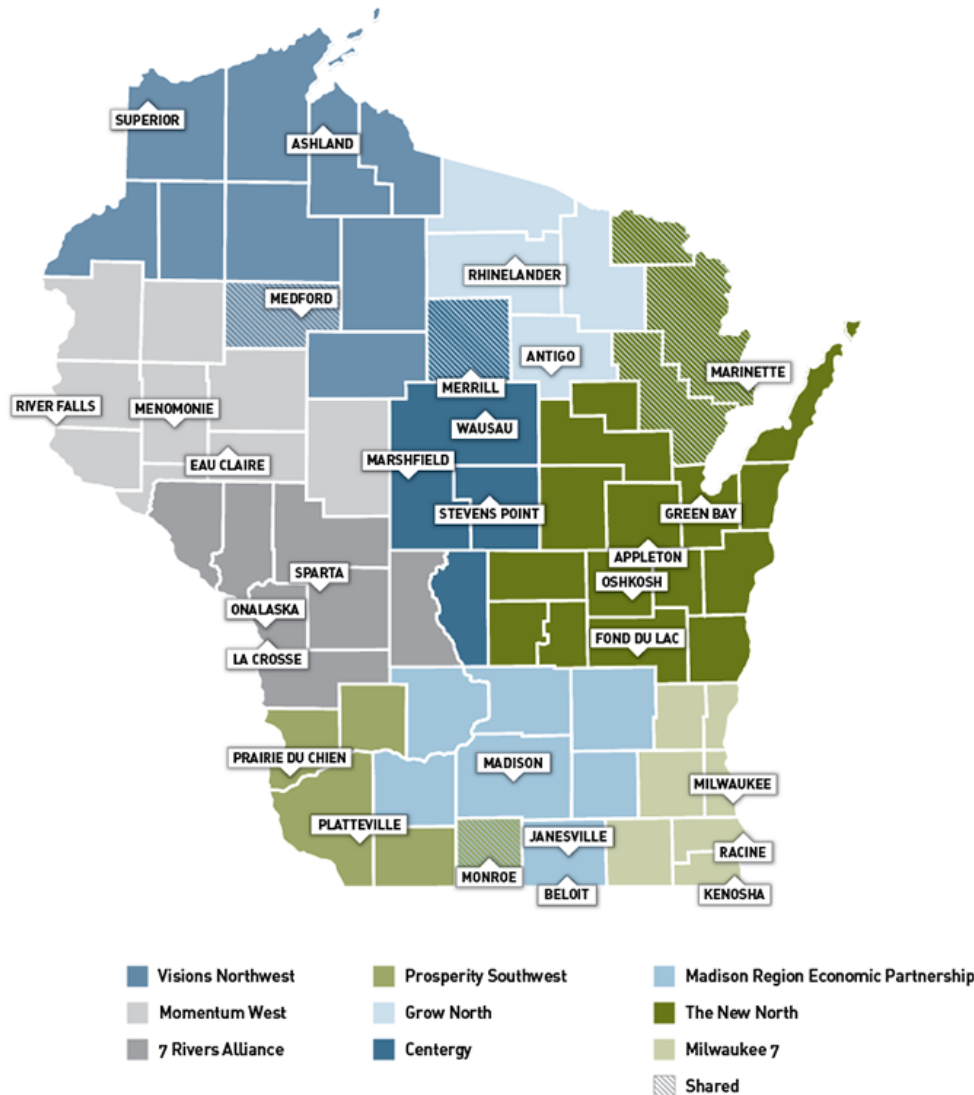 SUPERIOR
ASHLAND
RHINELANDER
MEDFORD
ANTIGO
MARINETTE
MERRILL
RIVER FALLS
MENOMONIE
WAUSAU
EAU CLAIRE
MARSHFIELD
STEVENS POINT
GREEN BAY
APPLETON
SPARTA
OSHKOSH
ONALASKA
FOND DU LAC
LA CROSSE
PRAIRIE DU CHIEN
MADISON
MILWAUKEE
PLATTEVILLE
JANESVILLE
RACINE
MONROE
BELOIT
KENOSHA
Visions Northwest
Prosperity Southwest
Madison Region Economic Partnership
Momentum West
Grow North
The New North
7 Rivers Alliance
Centergy
Milwaukee 7
Shared